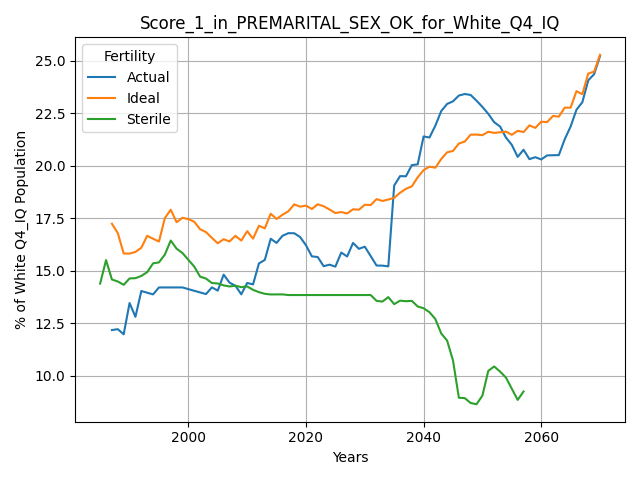 Score_1_in_PREMARITAL_SEX_OK_for_White_Q4_IQ
Fertility
Actual
Ideal
Sterile
% of White Q4_IQ Population
25.0
22.5
20.0
17.5
15.0
12.5
10.0
2000
2020
2040
2060
Years